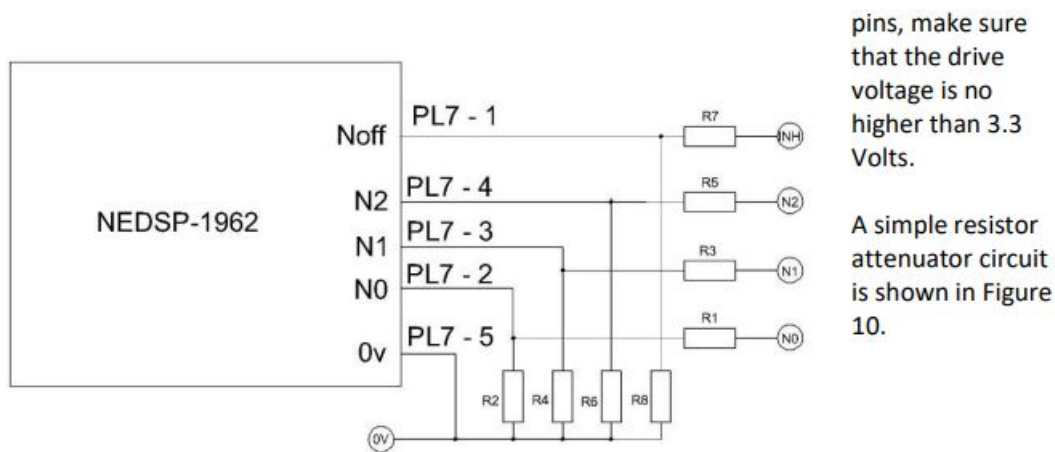 NEDSP-1962
Noff
PL7 - 1
N2
PL7 - 4
N1
PL7 - 3
N0
PL7 - 2
0v
PL7 - 5
R7
INH
R5
N2
R3
N1
R1
N0
R2
R4
R6
R8
0V
pins, make sure
that the drive
voltage is no
higher than 3.3
Volts.
A simple resistor
attenuator circuit
is shown in Figure
10.